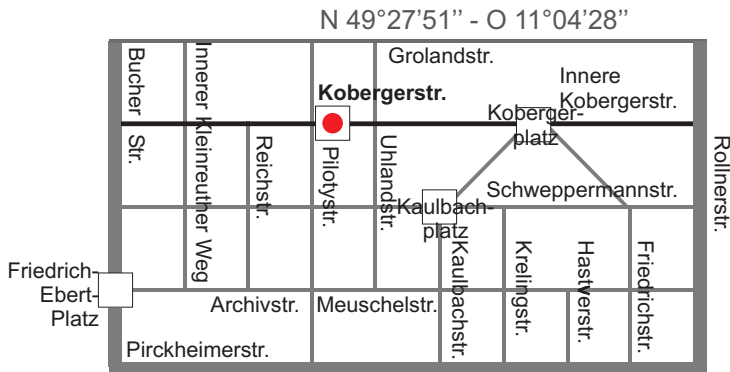 N 49°27’51’’ - O 11°04’28’’
Grolandstr.
Bucher
Str.
Innerer Kleinreuther Weg
Kobergerstr.
Innere
Kobergerstr.
Koberger-
platz
Reichstr.
Pilotystr.
Uhlandstr.
Rollnerstr.
Schweppermannstr.
Kaulbach-
platz
Kaulbachstr.
Krelingstr.
Hastverstr.
Friedrichstr.
Friedrich-
Ebert-
Platz
Archivstr.
Meuschelstr.
Pirckheimerstr.